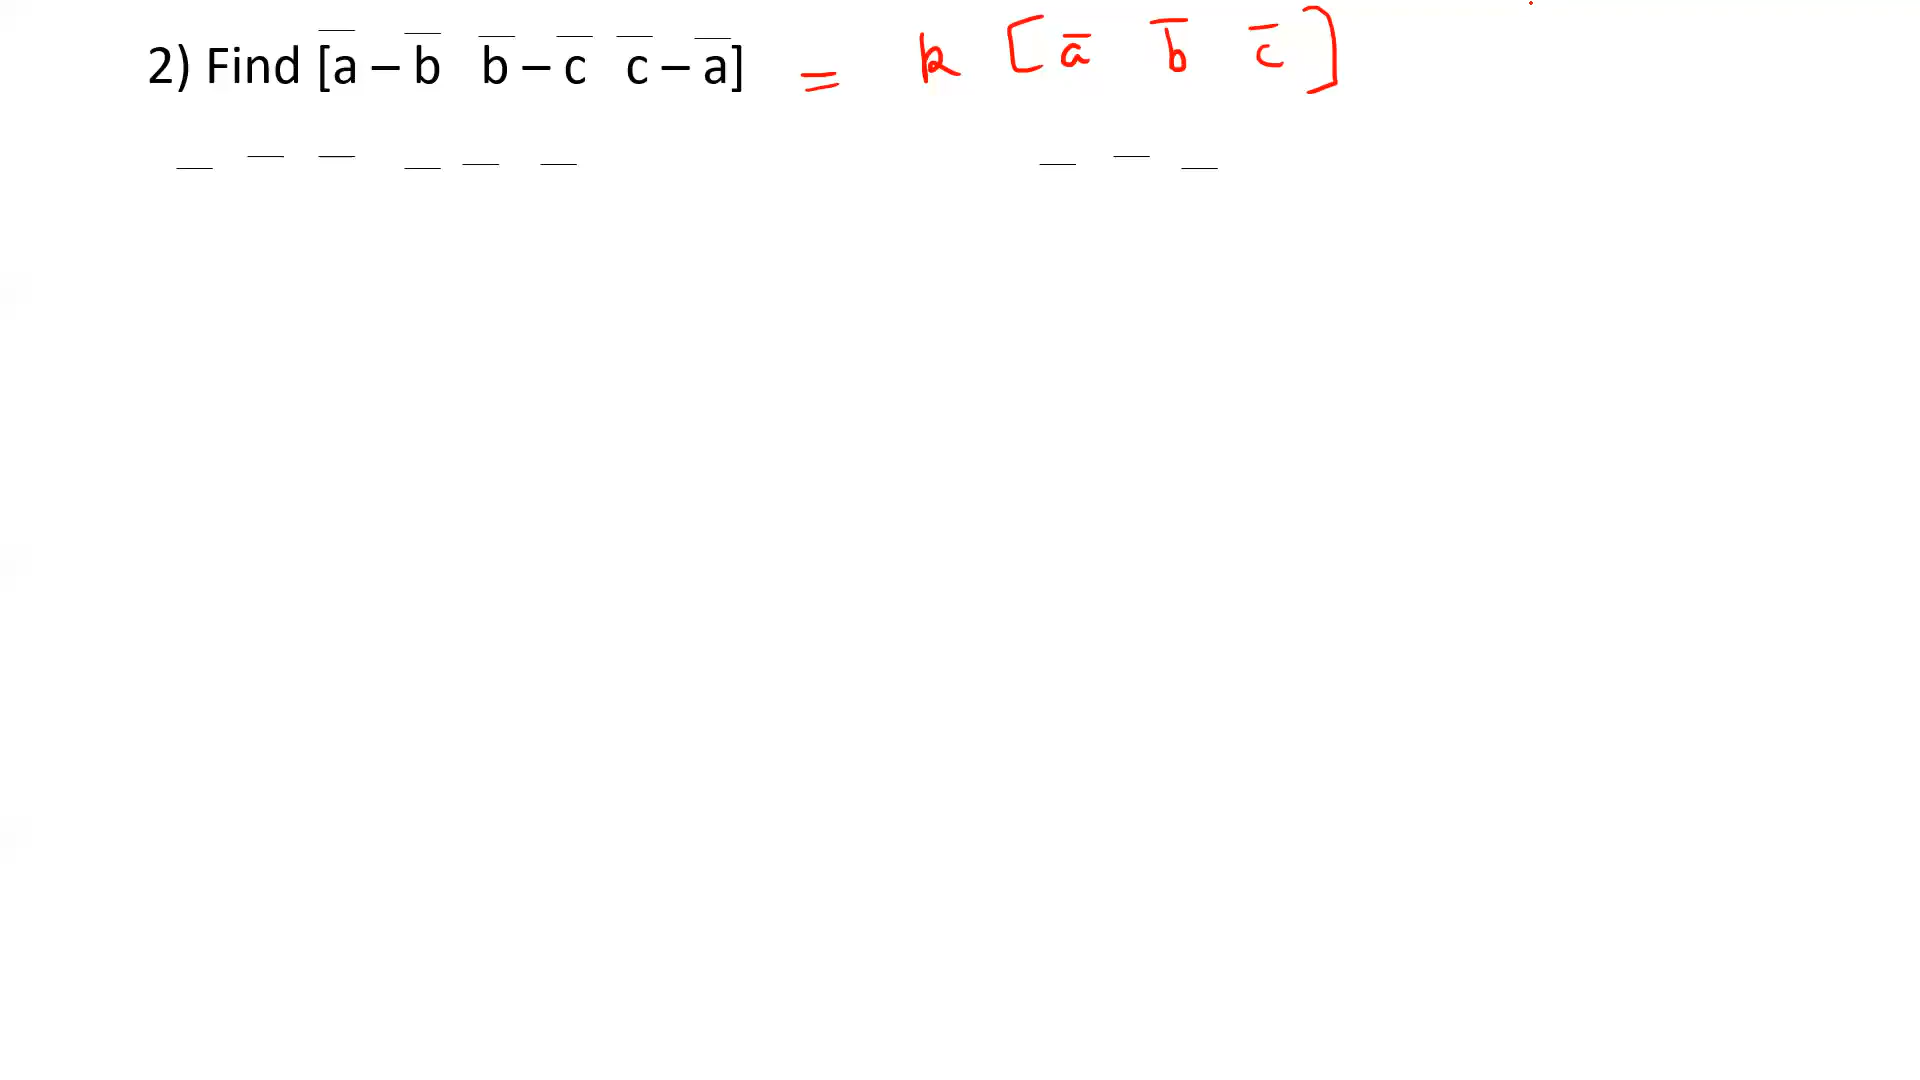 2) Find [a̅ – b̅  b̅ – c̅  c̅ – a̅] = k [a̅ b̅ c̅]